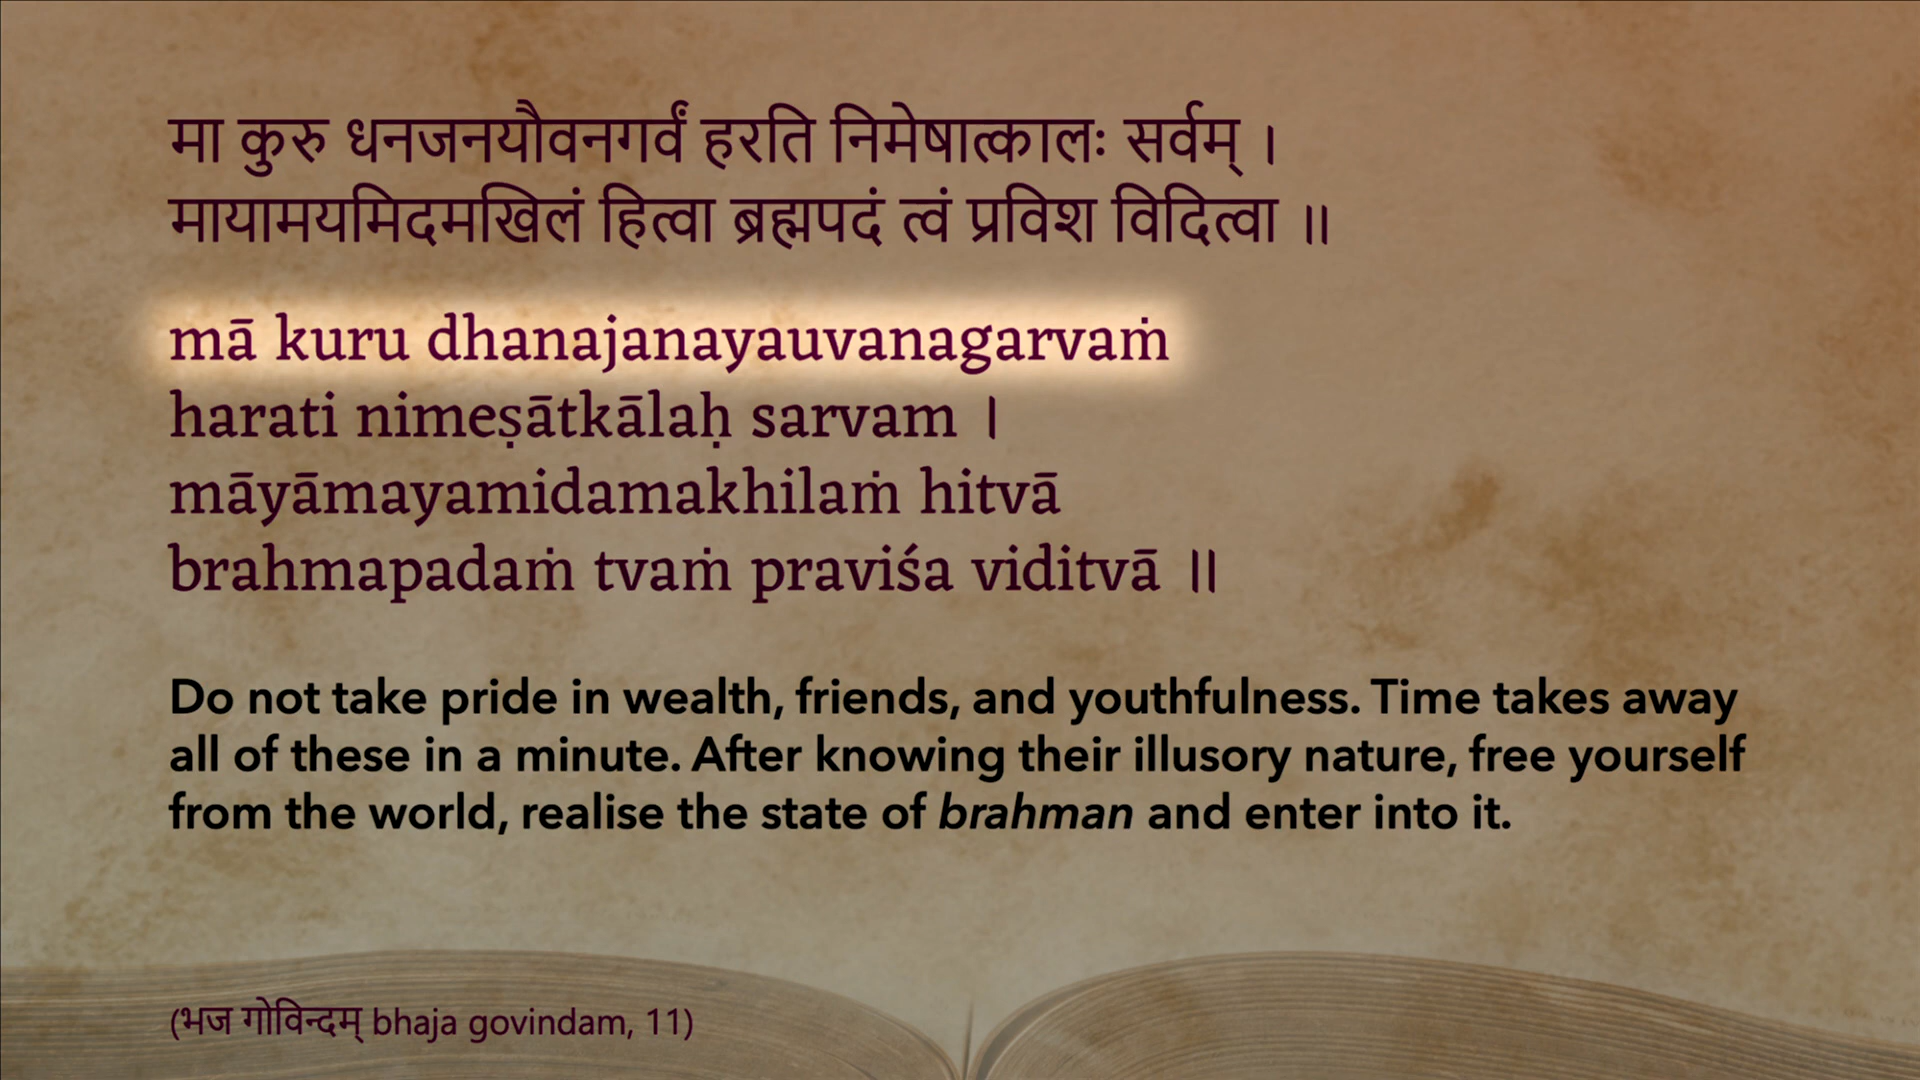 मा कुरु धनजनयौवनगर्वं हरति निमेषात्कालः सर्वम् ।
मायामयमिदमखिलं हित्वा ब्रह्मपदं त्वं प्रविश विदित्वा ॥
mā kuru dhanajanayauvanagarvaṁ
harati nimeṣātkālaḥ sarvam ।
māyāmayamidamakhilaṁ hitvā
brahmapadaṁ tvaṁ praviśa viditvā ॥
Do not take pride in wealth, friends, and youthfulness. Time takes away
all of these in a minute. After knowing their illusory nature, free yourself
from the world, realise the state of brahman and enter into it.
(भज गोविन्दम् bhaja govindam, 11)